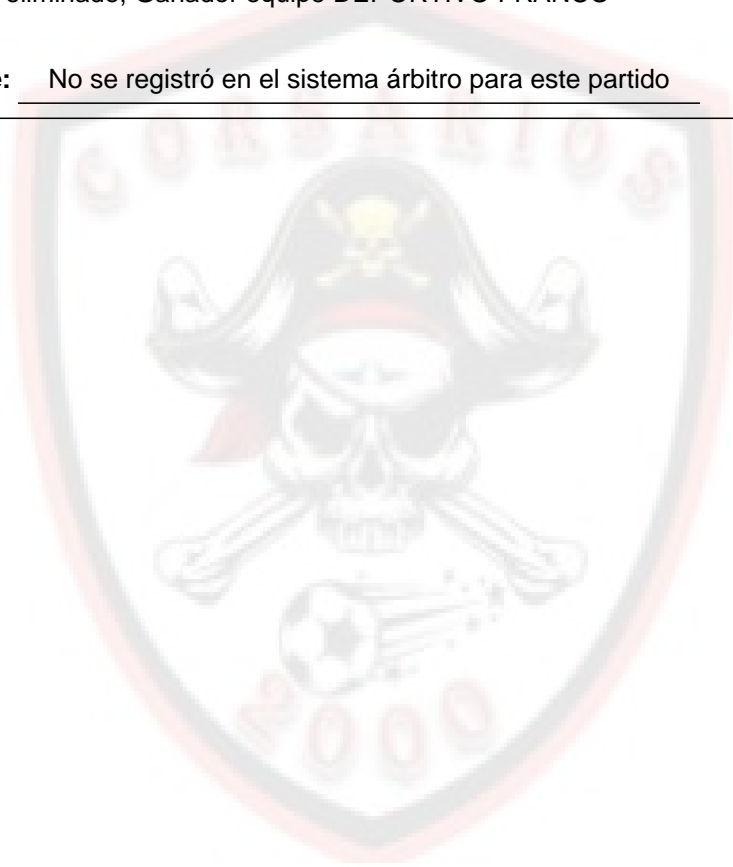 eliminado, Ganador equipo DEPORTIVO FRANCO
: No se registró en el sistema árbitro para este partido
CORSARIOS
2000